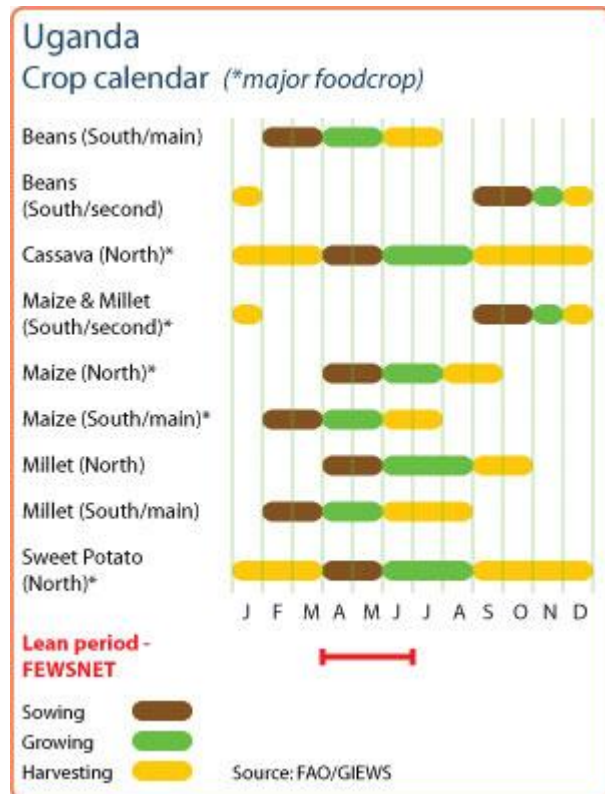 Uganda
Crop calendar (*major foodcrop)
Beans (South/main)
Beans
(South/second)
Cassava (North)*
Maize & Millet
(South/second)*
Maize (North)*
Maize (South/main)*
Millet (North)
Millet (South/main)
Sweet Potato
(North)*
J F M A M J J A S O N D
Lean period -
FEWSNET
Sowing
Growing
Harvesting
Source: FAO/GIEWS